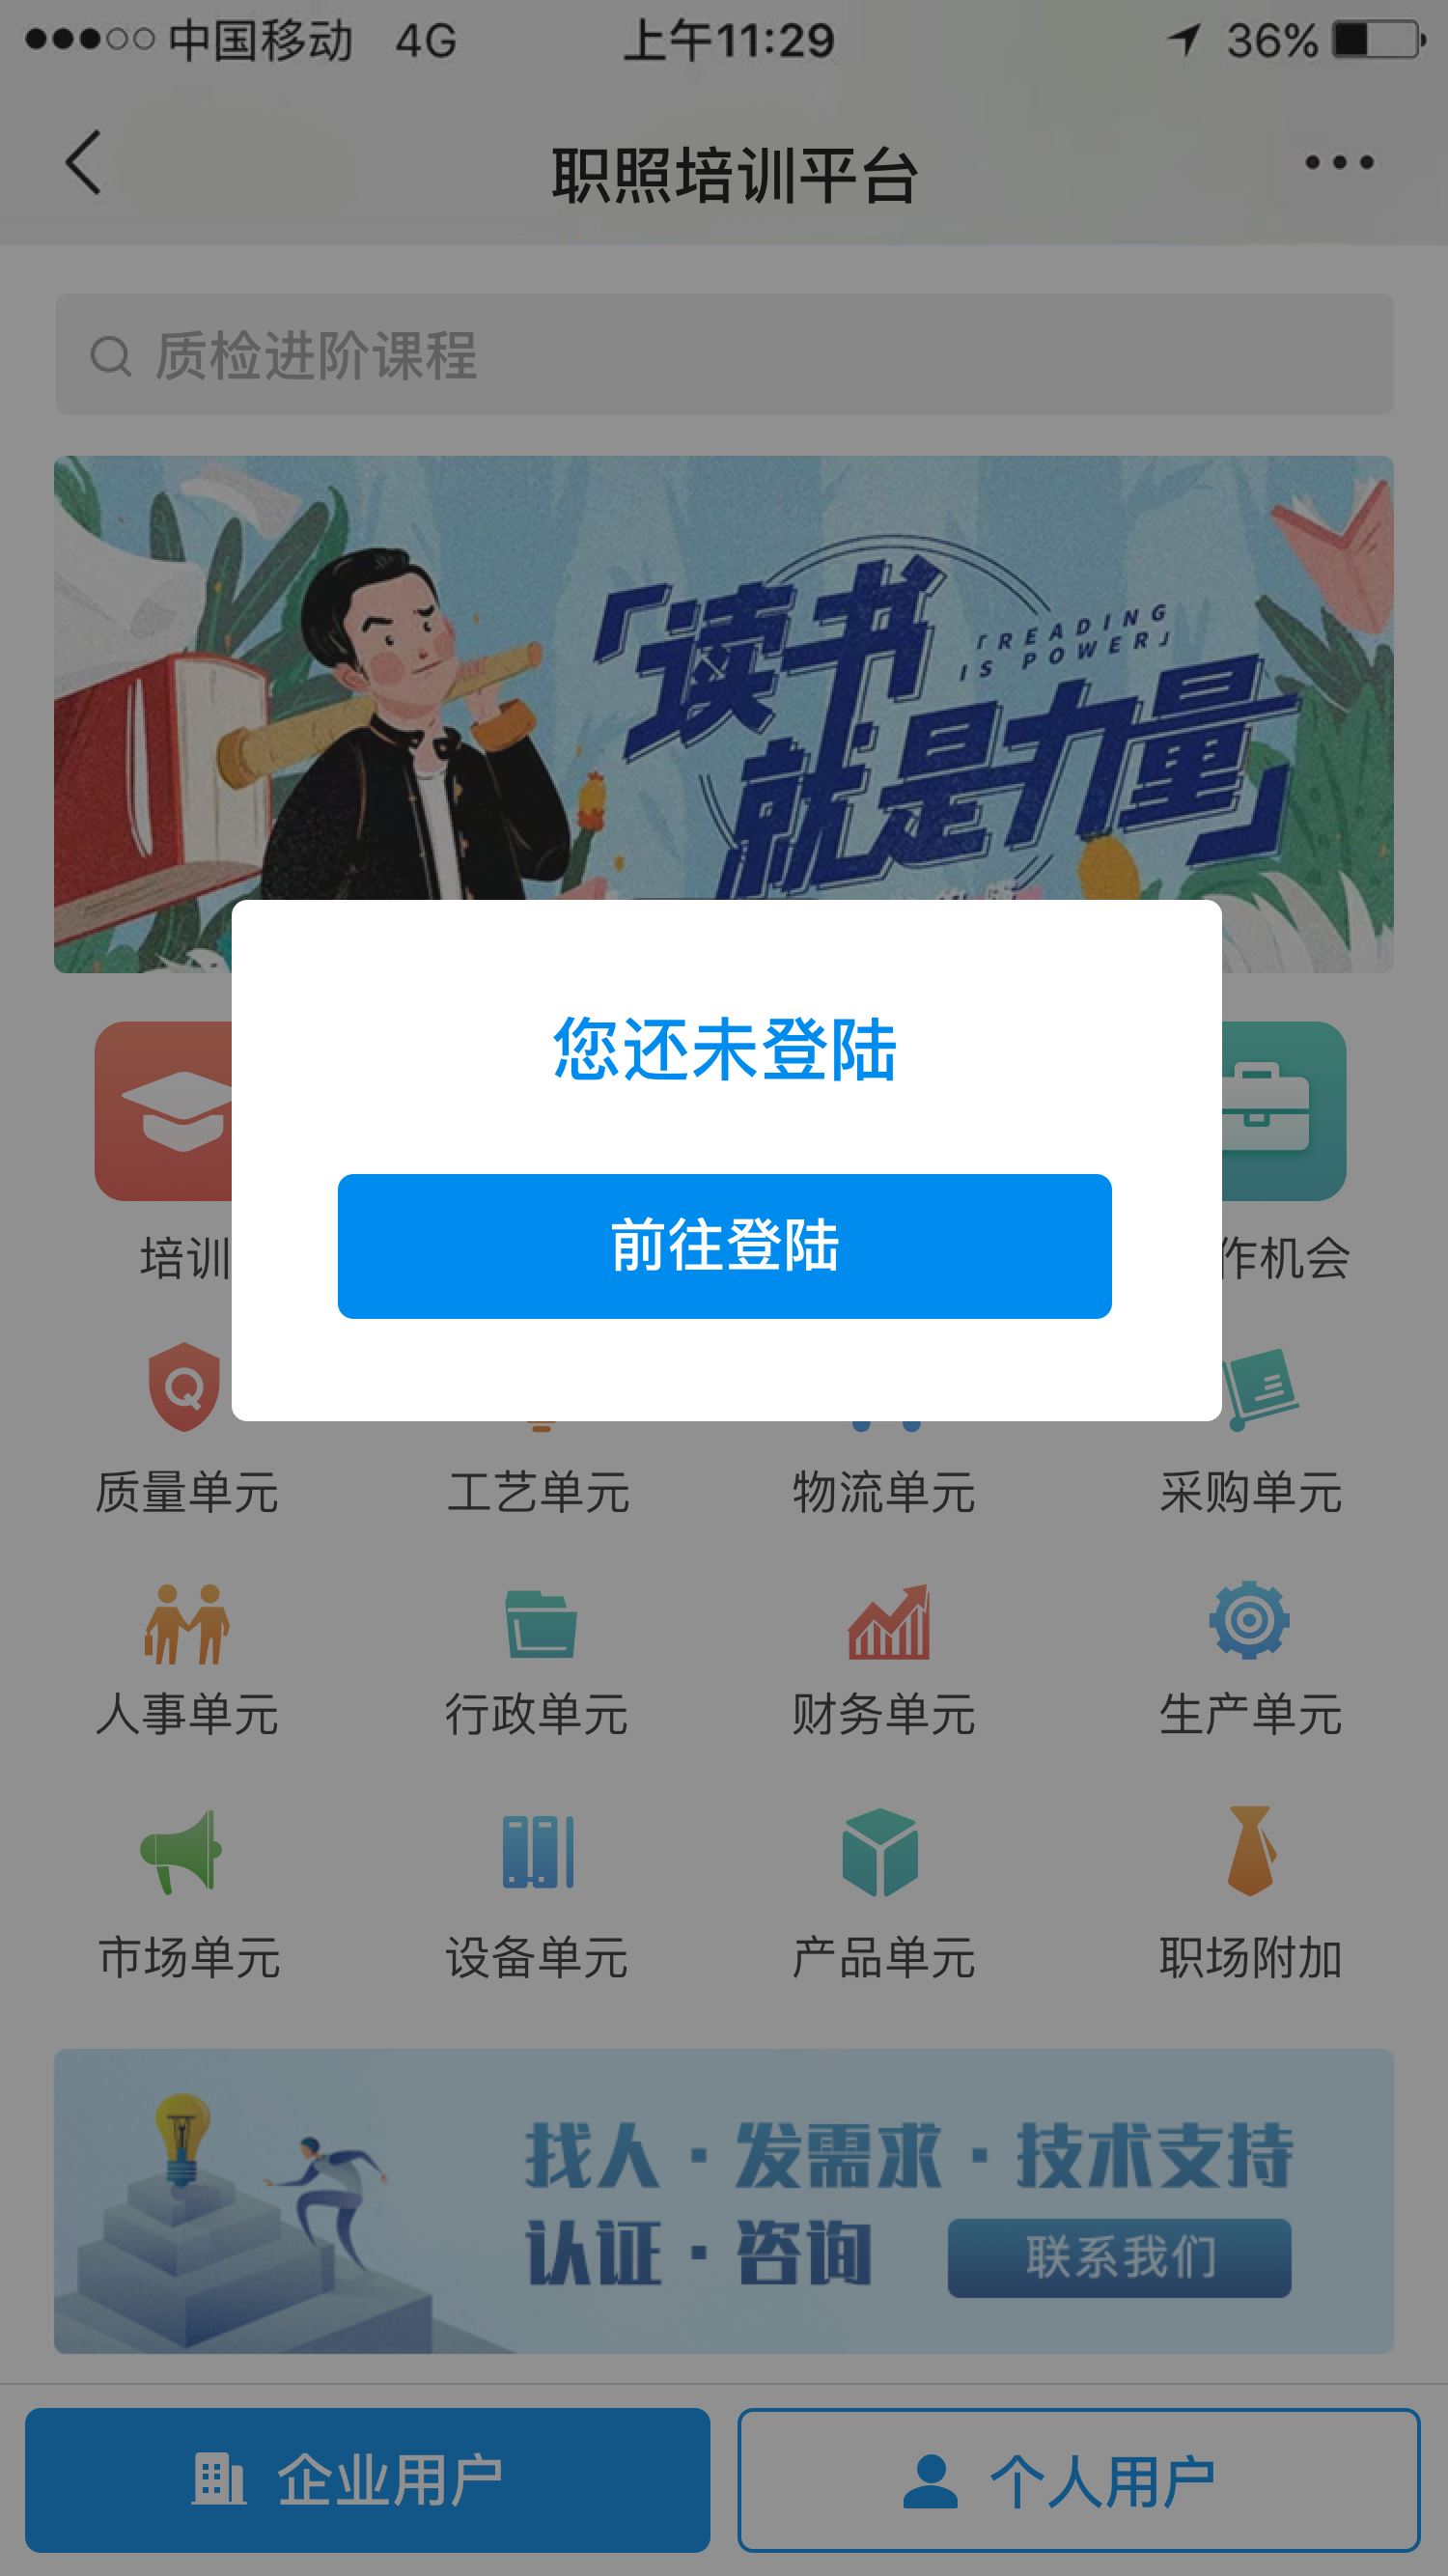 中国移动 4G 上午11:29 36%
职照培训平台
质检进阶课程
「读书
「READING
IS POWER」
就是力量」
您还未登陆
前往登陆
培训
作机会
质量单元 工艺单元 物流单元 采购单元
人事单元 行政单元 财务单元 生产单元
市场单元 设备单元 产品单元 职场附加
找人·发需求·技术支持
认证·咨询 联系我们
企业用户 个人用户